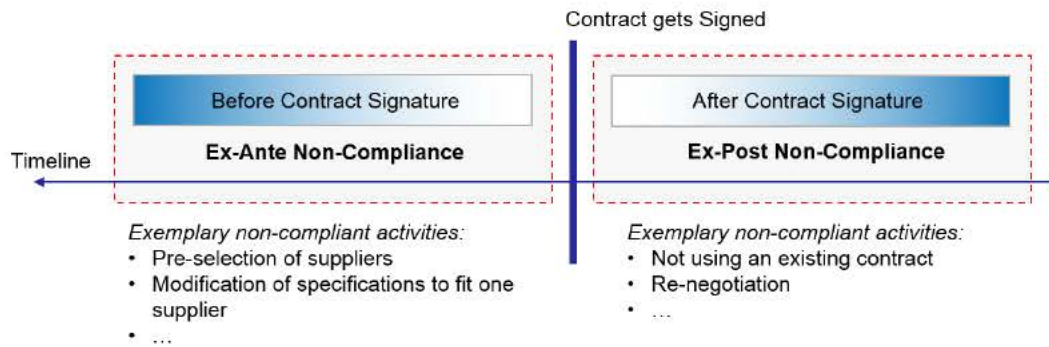 Contract gets Signed
Before Contract Signature
After Contract Signature
Ex-Ante Non-Compliance
Ex-Post Non-Compliance
Timeline
Exemplary non-compliant activities:
• Pre-selection of suppliers
• Modification of specifications to fit one
supplier
• …
Exemplary non-compliant activities:
• Not using an existing contract
• Re-negotiation
• …